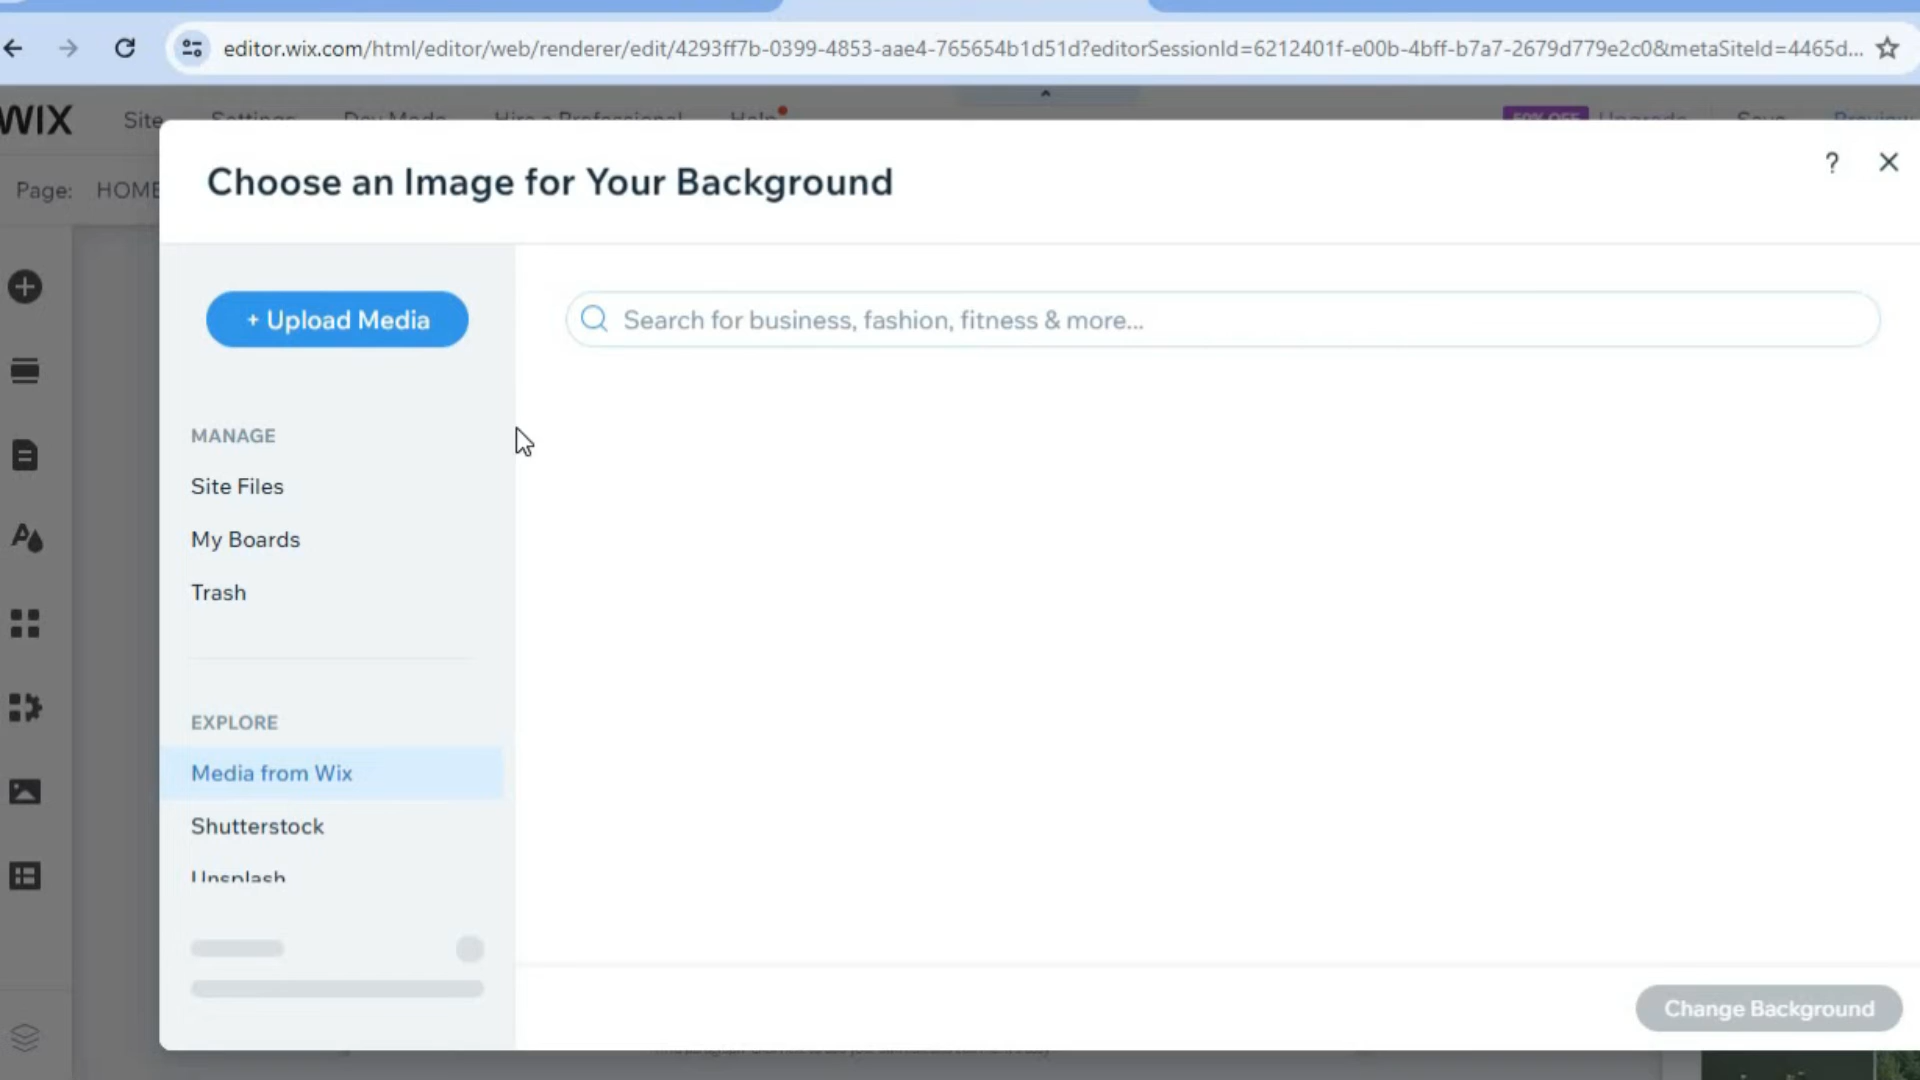 editor.wix.com/html/editor/web/renderer/edit/4293ff7b-0399-4853-aae4-765654b1d51d?editorSessionId=6212401f-e00b-4bff-b7a7-2679d779e2c0&metaSiteId=4465d...
WIX Site Settings Dev Mode Hire a Professional Help 50% OFF Upgrade Save Preview
Page: HOME
Choose an Image for Your Background
?
+ Upload Media
Search for business, fashion, fitness & more...
MANAGE
Site Files
My Boards
Trash
EXPLORE
Media from Wix
Shutterstock
Unsplash
Change Background